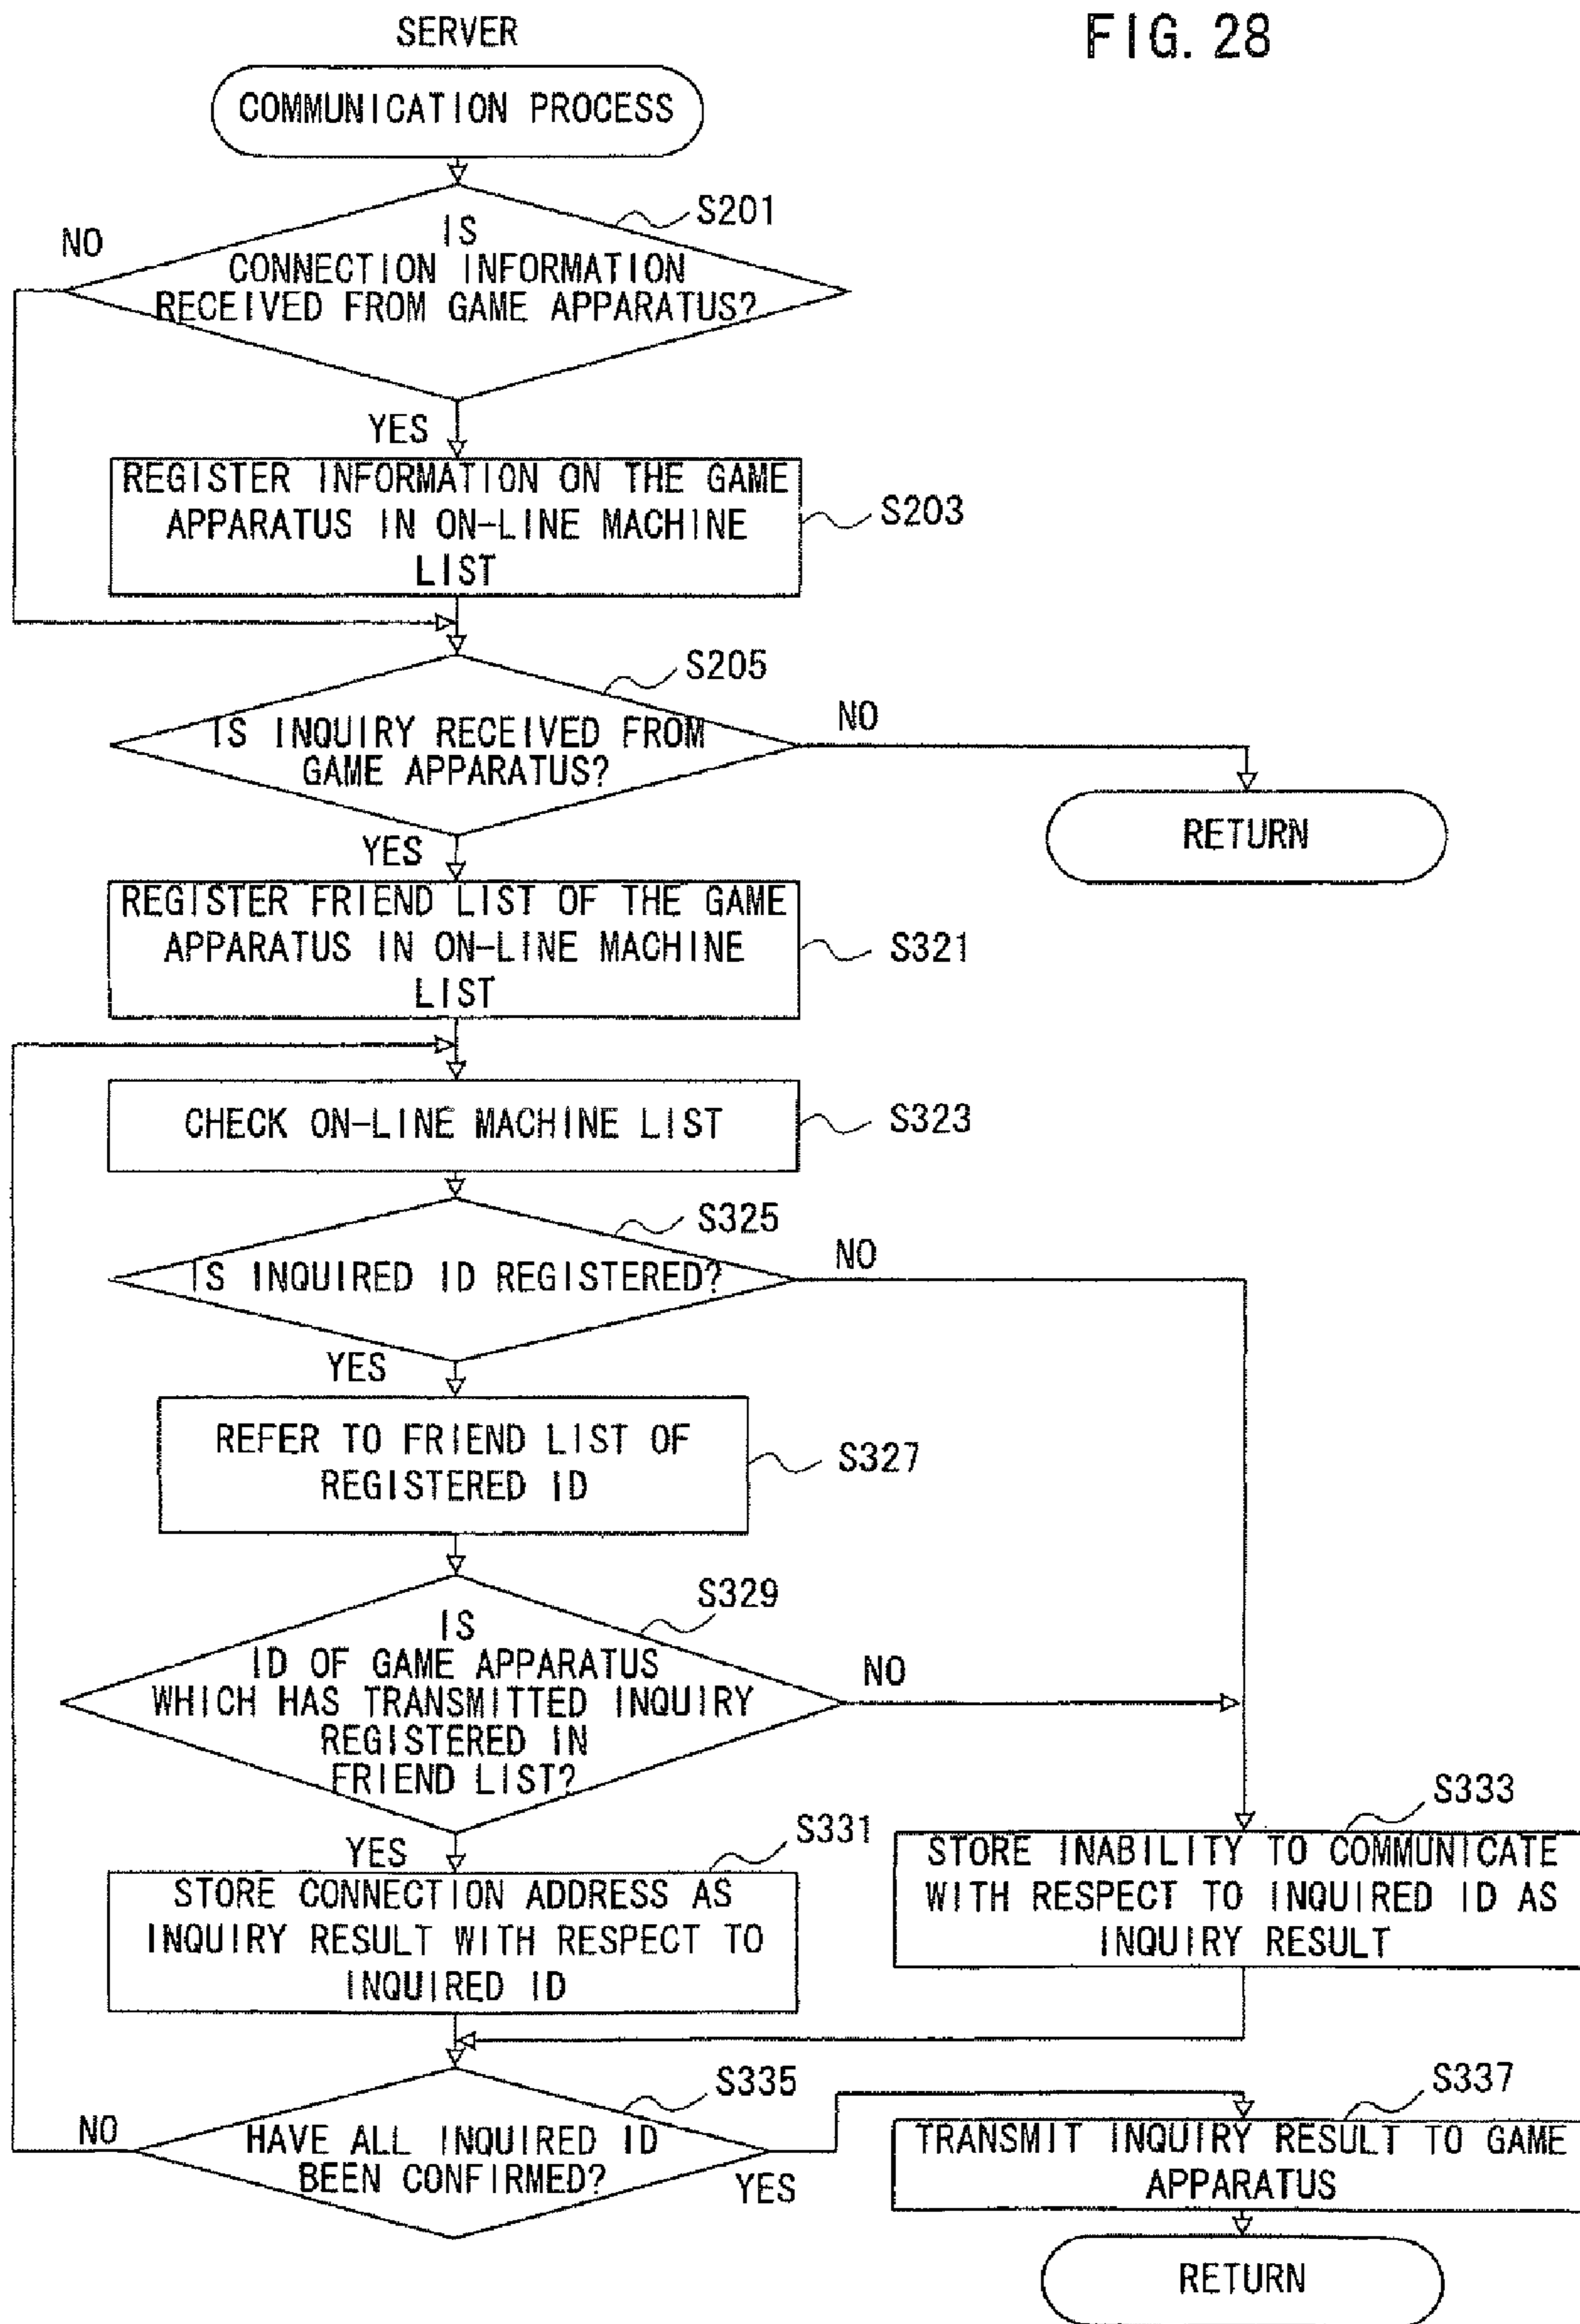 FIG. 28
SERVER
COMMUNICATION PROCESS
S201
IS
CONNECTION INFORMATION
RECEIVED FROM GAME APPARATUS?
NO
YES
REGISTER INFORMATION ON THE GAME
APPARATUS IN ON-LINE MACHINE
LIST
S203
S205
IS INQUIRY RECEIVED FROM
GAME APPARATUS?
NO
RETURN
YES
REGISTER FRIEND LIST OF THE GAME
APPARATUS IN ON-LINE MACHINE
LIST
S321
CHECK ON-LINE MACHINE LIST
S323
S325
IS INQUIRED ID REGISTERED?
NO
YES
REFER TO FRIEND LIST OF
REGISTERED ID
S327
S329
IS
ID OF GAME APPARATUS
WHICH HAS TRANSMITTED INQUIRY
REGISTERED IN
FRIEND LIST?
NO
YES
S331
STORE CONNECTION ADDRESS AS
INQUIRY RESULT WITH RESPECT TO
INQUIRED ID
S333
STORE INABILITY TO COMMUNICATE
WITH RESPECT TO INQUIRED ID AS
INQUIRY RESULT
S335
HAVE ALL INQUIRED ID
BEEN CONFIRMED?
NO
YES
S337
TRANSMIT INQUIRY RESULT TO GAME
APPARATUS
RETURN